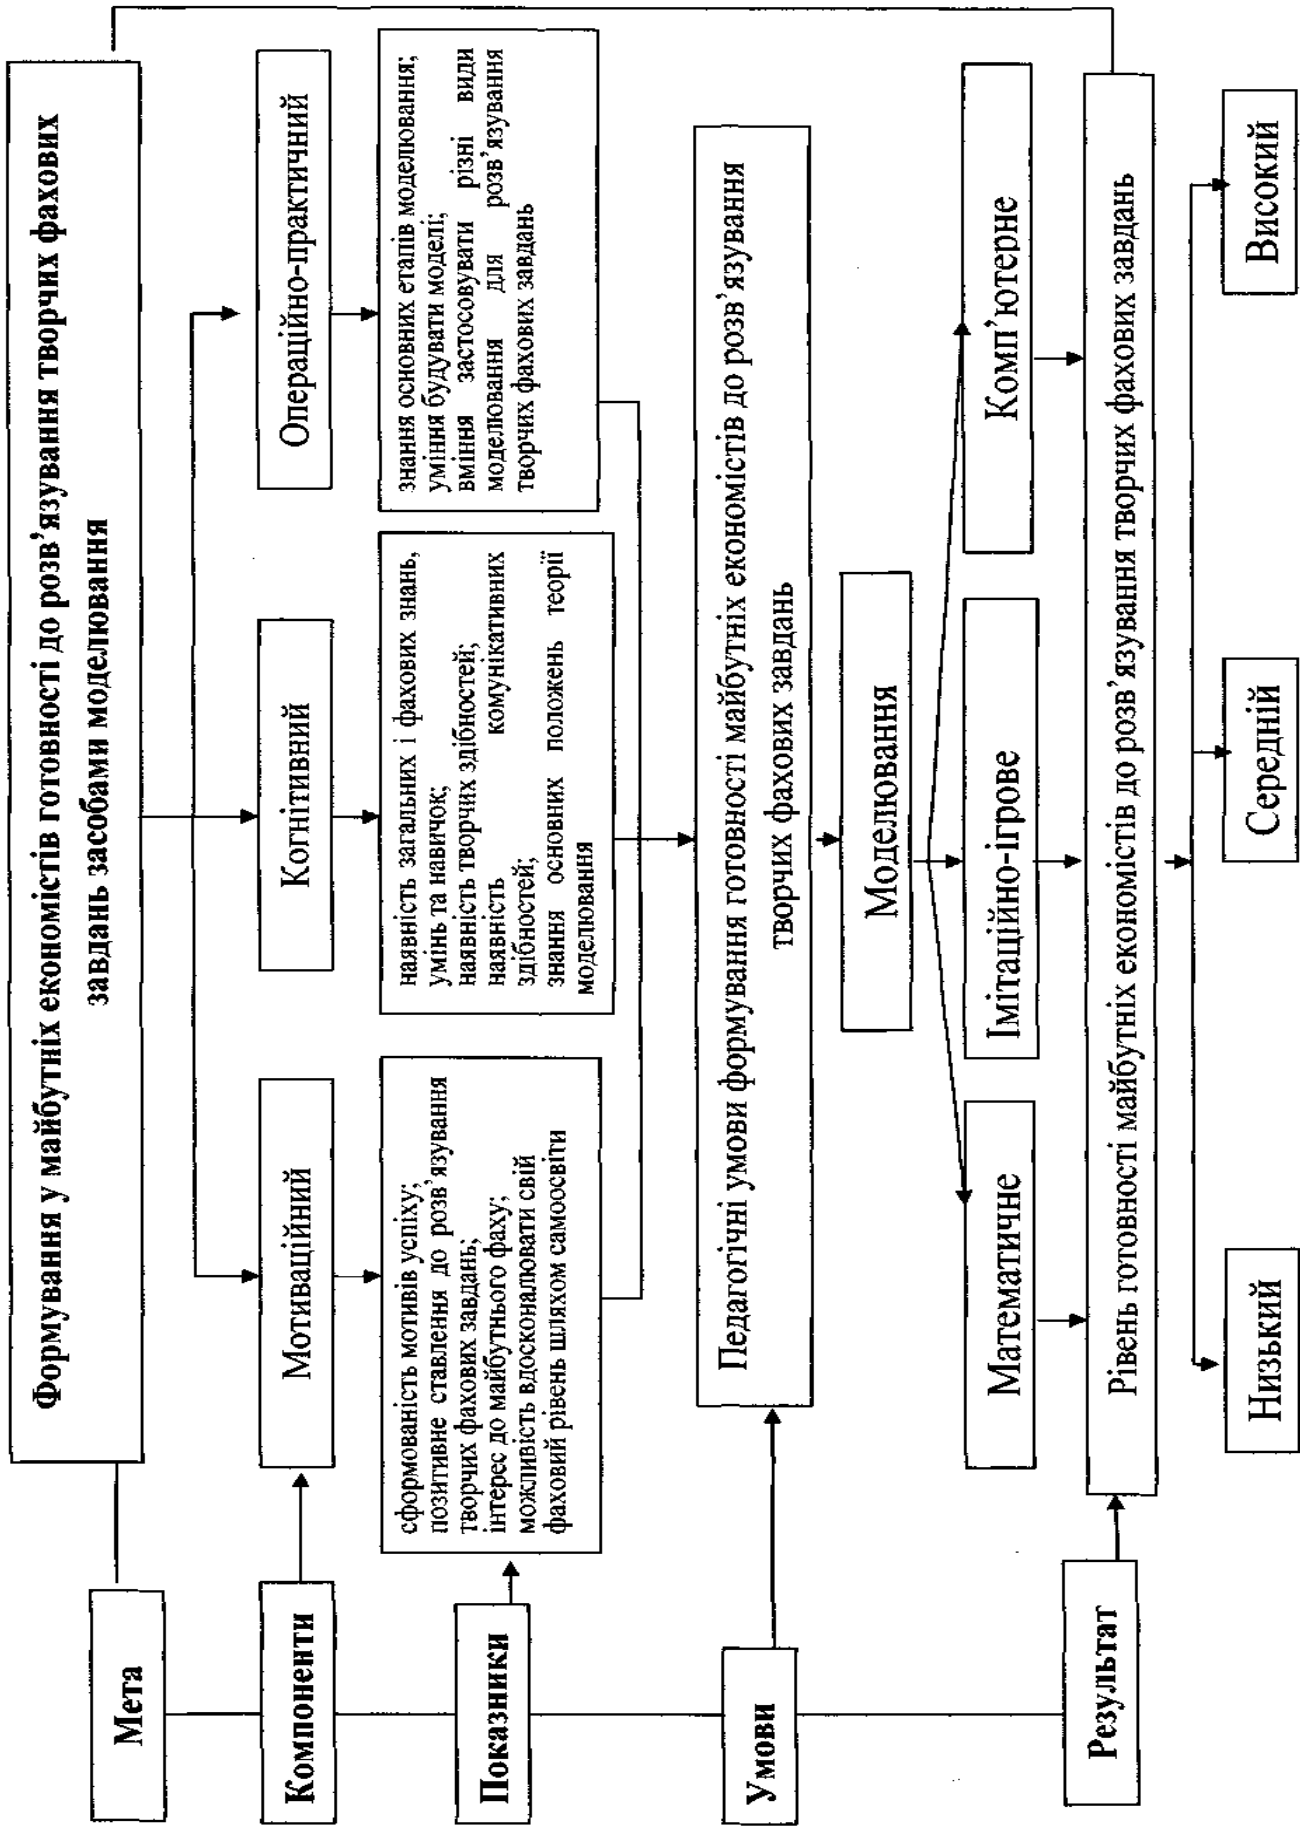 Мета
Формування у майбутніх економістів готовності до розв’язування творчих фахових
завдань засобами моделювання
Компоненти
Мотиваційний
Когнітивний
Операційно-практичний
Показники
сформованість мотивів успіху;
позитивне ставлення до розв’язування
творчих фахових завдань;
інтерес до майбутнього фаху;
можливість вдосконалювати свій
фаховий рівень шляхом самоосвіти
наявність загальних і фахових знань,
умінь та навичок;
наявність творчих здібностей;
наявність комунікативних
здібностей;
знання основних положень теорії
моделювання
знання основних етапів моделювання;
уміння будувати моделі;
вміння застосовувати різні види
моделювання для розв’язування
творчих фахових завдань
Умови
Педагогічні умови формування готовності майбутніх економістів до розв’язування
творчих фахових завдань
Моделювання
Математичне
Імітаційно-ігрове
Комп’ютерне
Результат
Рівень готовності майбутніх економістів до розв’язування творчих фахових завдань
Низький
Середній
Високий